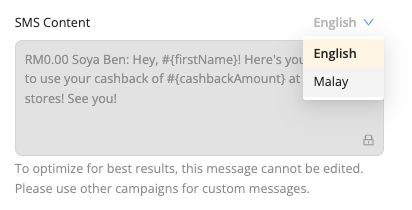 SMS Content
English
English
Malay
RM0.00 Soya Ben: Hey, #{firstName}! Here's you
to use your cashback of #{cashbackAmount} at
stores! See you!
To optimize for best results, this message cannot be edited.
Please use other campaigns for custom messages.